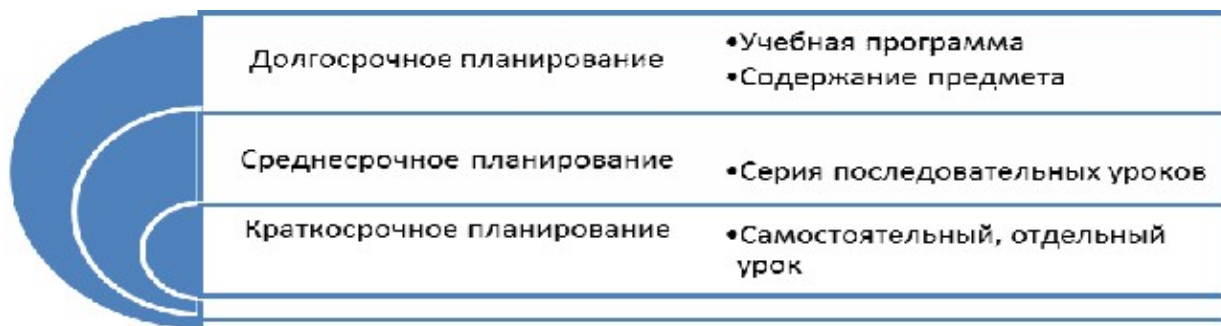 Долгосрочное планирование
•Учебная программа
•Содержание предмета
Среднесрочное планирование
•Серия последовательных уроков
Краткосрочное планирование
•Самостоятельный, отдельный
урок